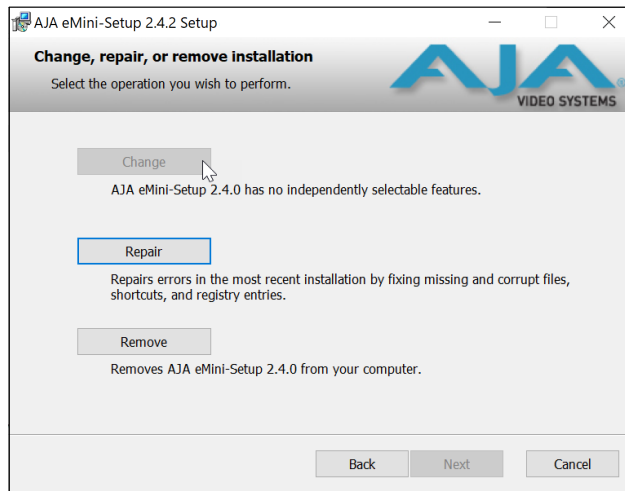 AJA eMini-Setup 2.4.2 Setup
Change, repair, or remove installation
Select the operation you wish to perform.
AJA
VIDEO SYSTEMS
Change
AJA eMini-Setup 2.4.0 has no independently selectable features.
Repair
Repairs errors in the most recent installation by fixing missing and corrupt files,
shortcuts, and registry entries.
Remove
Removes AJA eMini-Setup 2.4.0 from your computer.
Back Next Cancel